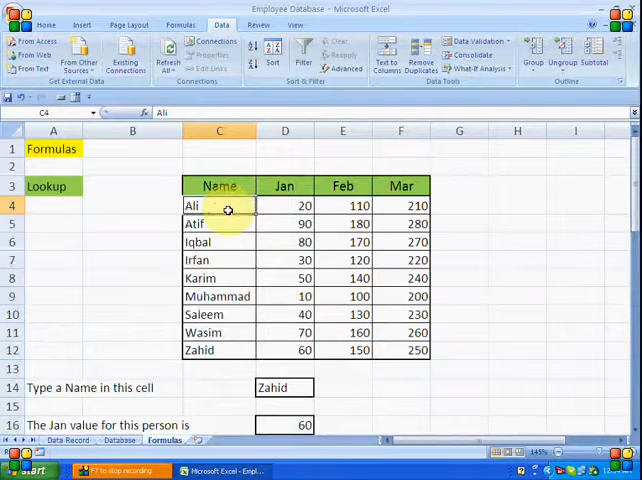 Employee Database - Microsoft Excel
Home Insert Page Layout Formulas Data Review View
From Access
From Web
From Text
From Other Sources
Existing Connections
Get External Data
Refresh All
Connections
Properties
Edit Links
Connections
Sort
Filter
Clear
Reapply
Advanced
Sort & Filter
Text to Columns
Remove Duplicates
Data Validation
Consolidate
What-If Analysis
Data Tools
Group
Ungroup
Subtotal
Outline
C4 fx Ali
A B C D E F G H I
1 Formulas
2
3 Lookup Name Jan Feb Mar
4 Ali 20 110 210
5 Atif 90 180 280
6 Iqbal 80 170 270
7 Irfan 30 120 220
8 Karim 50 140 240
9 Muhammad 10 100 200
10 Saleem 40 130 230
11 Wasim 70 160 260
12 Zahid 60 150 250
13
14 Type a Name in this cell Zahid
15
16 The Jan value for this person is 60
Data Record Database Formulas
145%
start F7 to stop recording Microsoft Excel - Empl...